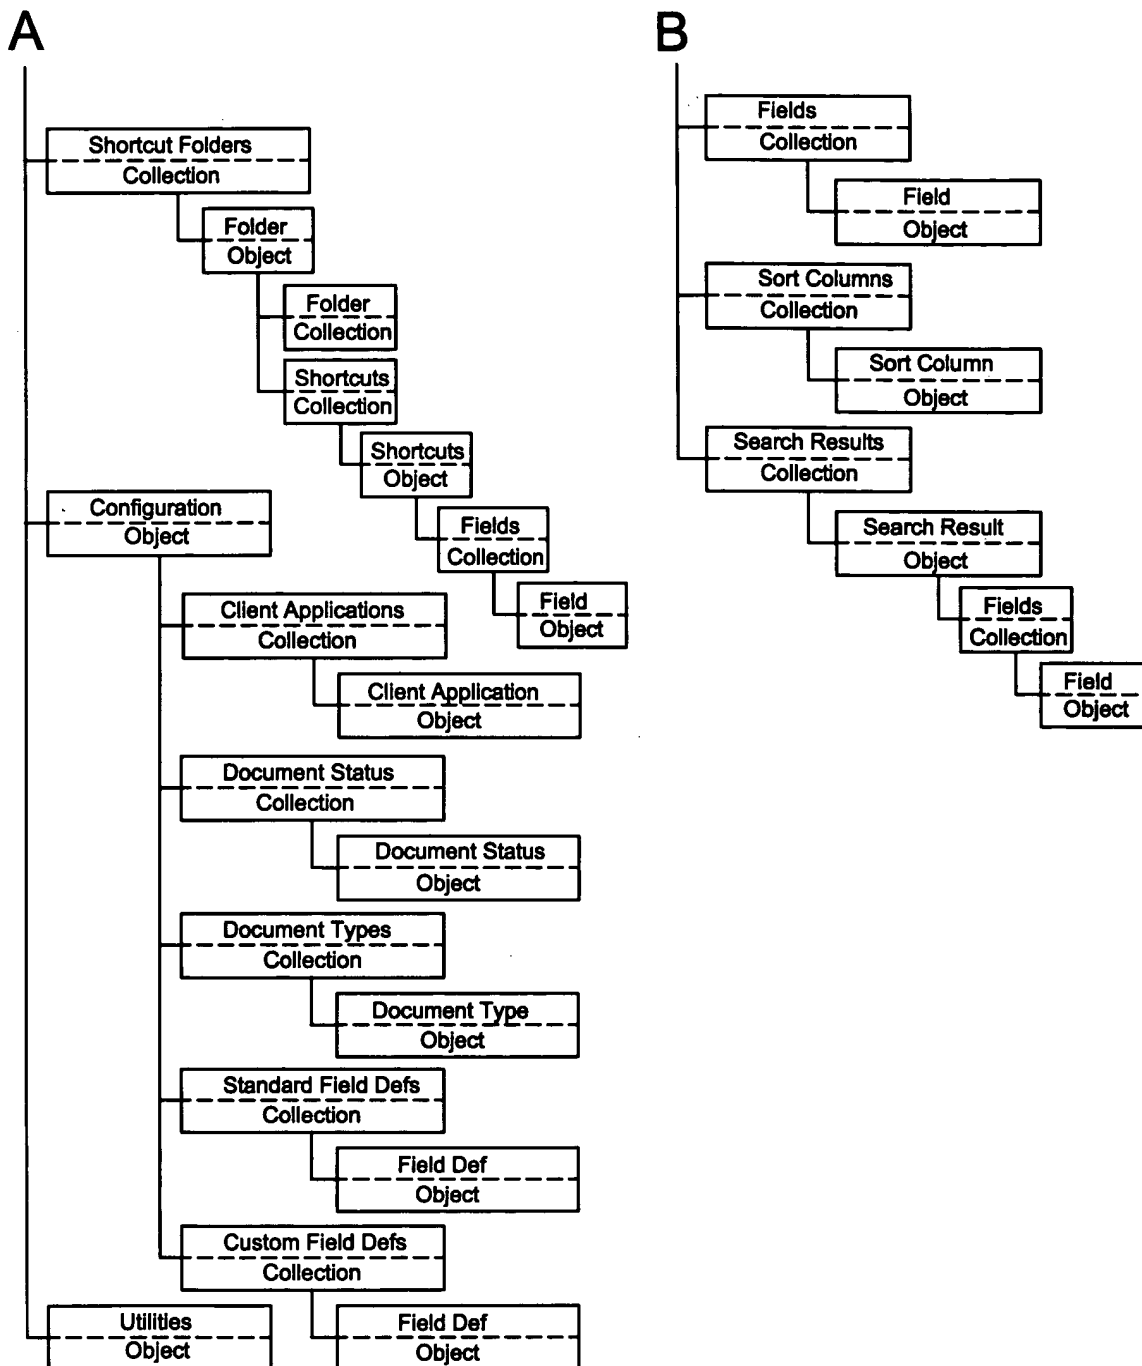 A
Shortcut Folders
Collection
Folder
Object
Folder
Collection
Shortcuts
Collection
Shortcuts
Object
Fields
Collection
Field
Object
Configuration
Object
Client Applications
Collection
Client Application
Object
Document Status
Collection
Document Status
Object
Document Types
Collection
Document Type
Object
Standard Field Defs
Collection
Field Def
Object
Custom Field Defs
Collection
Field Def
Object
Utilities
Object
B
Fields
Collection
Field
Object
Sort Columns
Collection
Sort Column
Object
Search Results
Collection
Search Result
Object
Fields
Collection
Field
Object